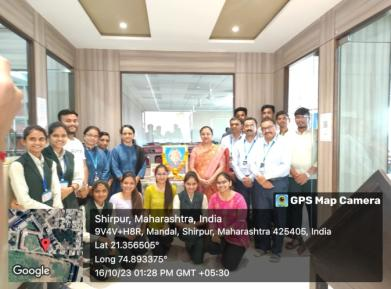 GPS Map Camera
Shirpur, Maharashtra, India
9V4V+H8R, Mandal, Shirpur, Maharashtra 425405, India
Lat 21.356505°
Long 74.893375°
16/10/23 01:28 PM GMT +05:30
Google